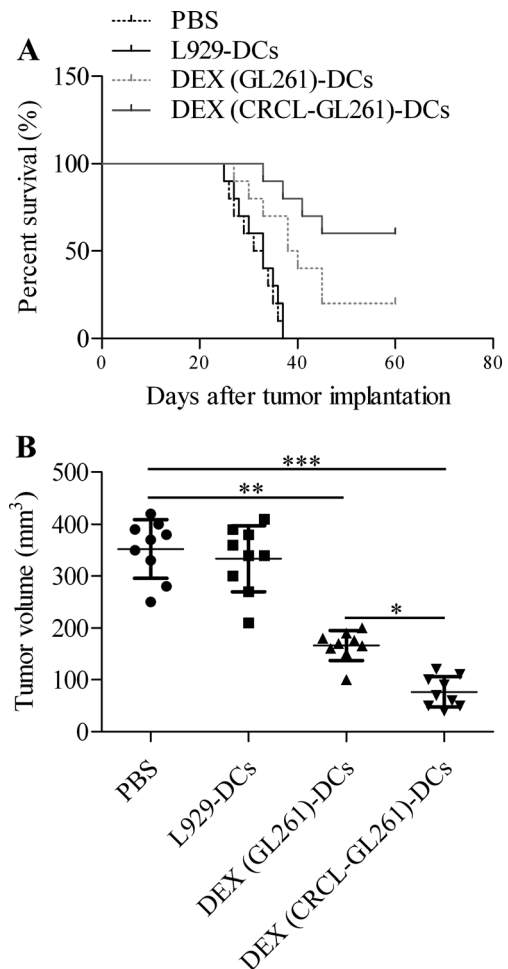 PBS
L929-DCs
DEX (GL261)-DCs
DEX (CRCL-GL261)-DCs
A
150
100
50
0
Percent survival (%)
0 20 40 60 80
Days after tumor implantation
B
500
400
300
200
100
0
Tumor volume (mm³)
***
**
*
PBS
L929-DCs
DEX (GL261)-DCs
DEX (CRCL-GL261)-DCs